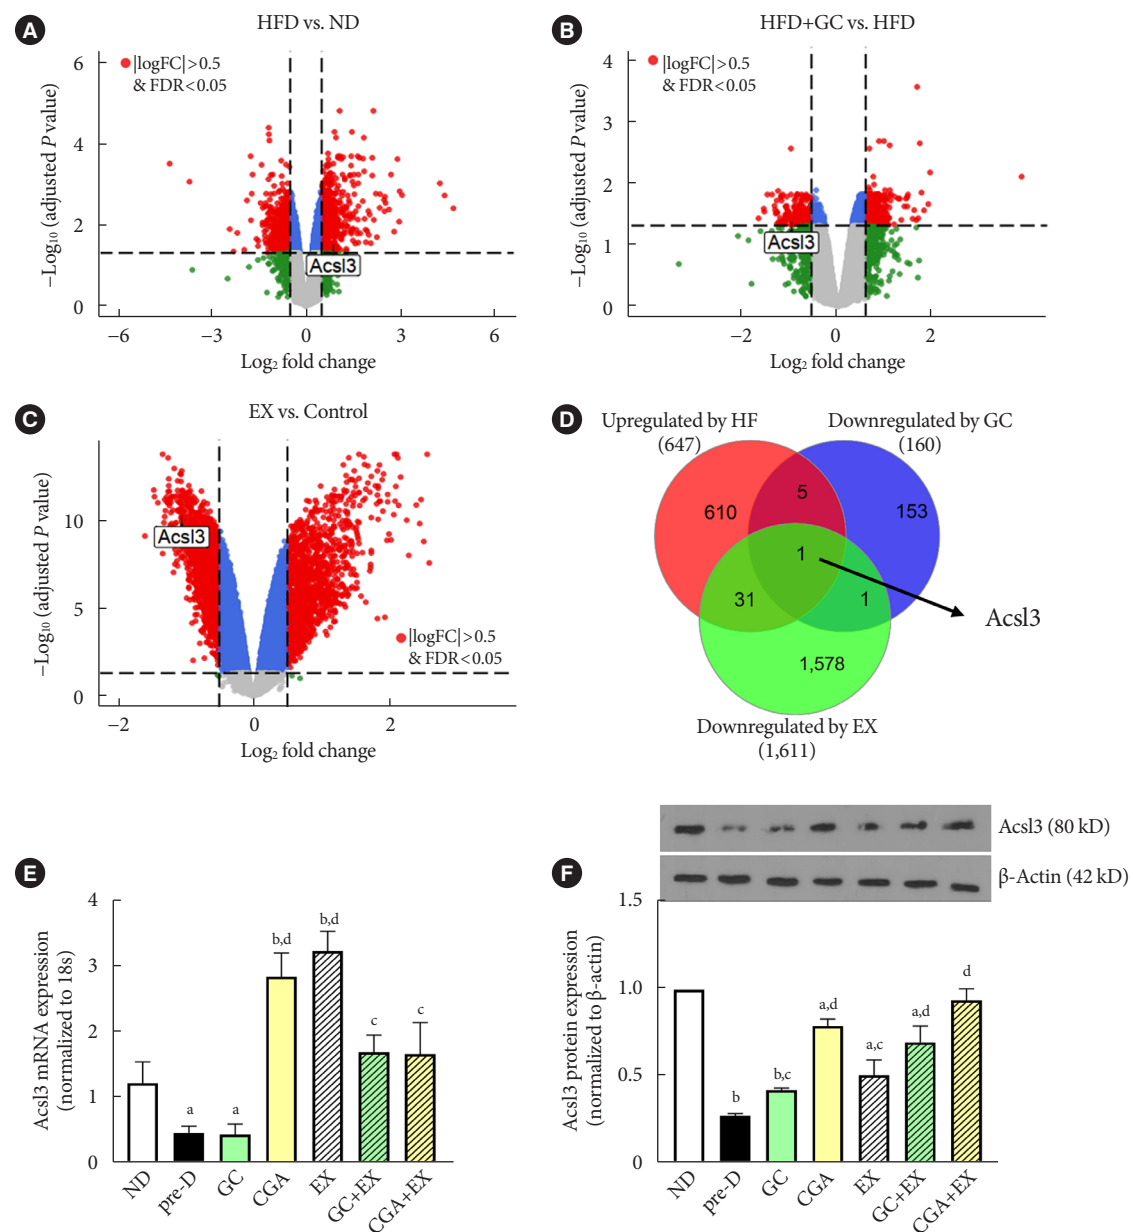 A
HFD vs. ND
|logFC|>0.5
& FDR<0.05
−Log10 (adjusted P value)
6
4
2
0
Acsl3
−6
−3
0
3
6
Log2 fold change
B
HFD+GC vs. HFD
|logFC|>0.5
& FDR<0.05
−Log10 (adjusted P value)
4
3
2
1
0
Acsl3
−2
0
2
Log2 fold change
C
EX vs. Control
−Log10 (adjusted P value)
10
5
0
Acsl3
|logFC|>0.5
& FDR<0.05
−2
0
2
Log2 fold change
D
Upregulated by HF
(647)
Downregulated by GC
(160)
610
5
153
1
31
1
Acsl3
1,578
Downregulated by EX
(1,611)
E
Acsl3 mRNA expression
(normalized to 18s)
4
3
2
1
0
a
a
b,d
b,d
c
c
ND
pre-D
GC
CGA
EX
GC+EX
CGA+EX
F
Acsl3 (80 kD)
β-Actin (42 kD)
Acsl3 protein expression
(normalized to β-actin)
1.5
1.0
0.5
0
b
b,c
a,d
a,c
a,d
d
ND
pre-D
GC
CGA
EX
GC+EX
CGA+EX